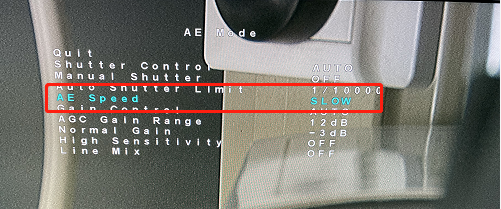 AE Mode
Quit
Shutter Control AUTO
Manual Shutter OFF
Auto Shutter Limit 1/10000
AE Speed SLOW
Gain Control AUTO
AGC Gain Range 12dB
Normal Gain -3dB
High Sensitivity OFF
Line Mix OFF